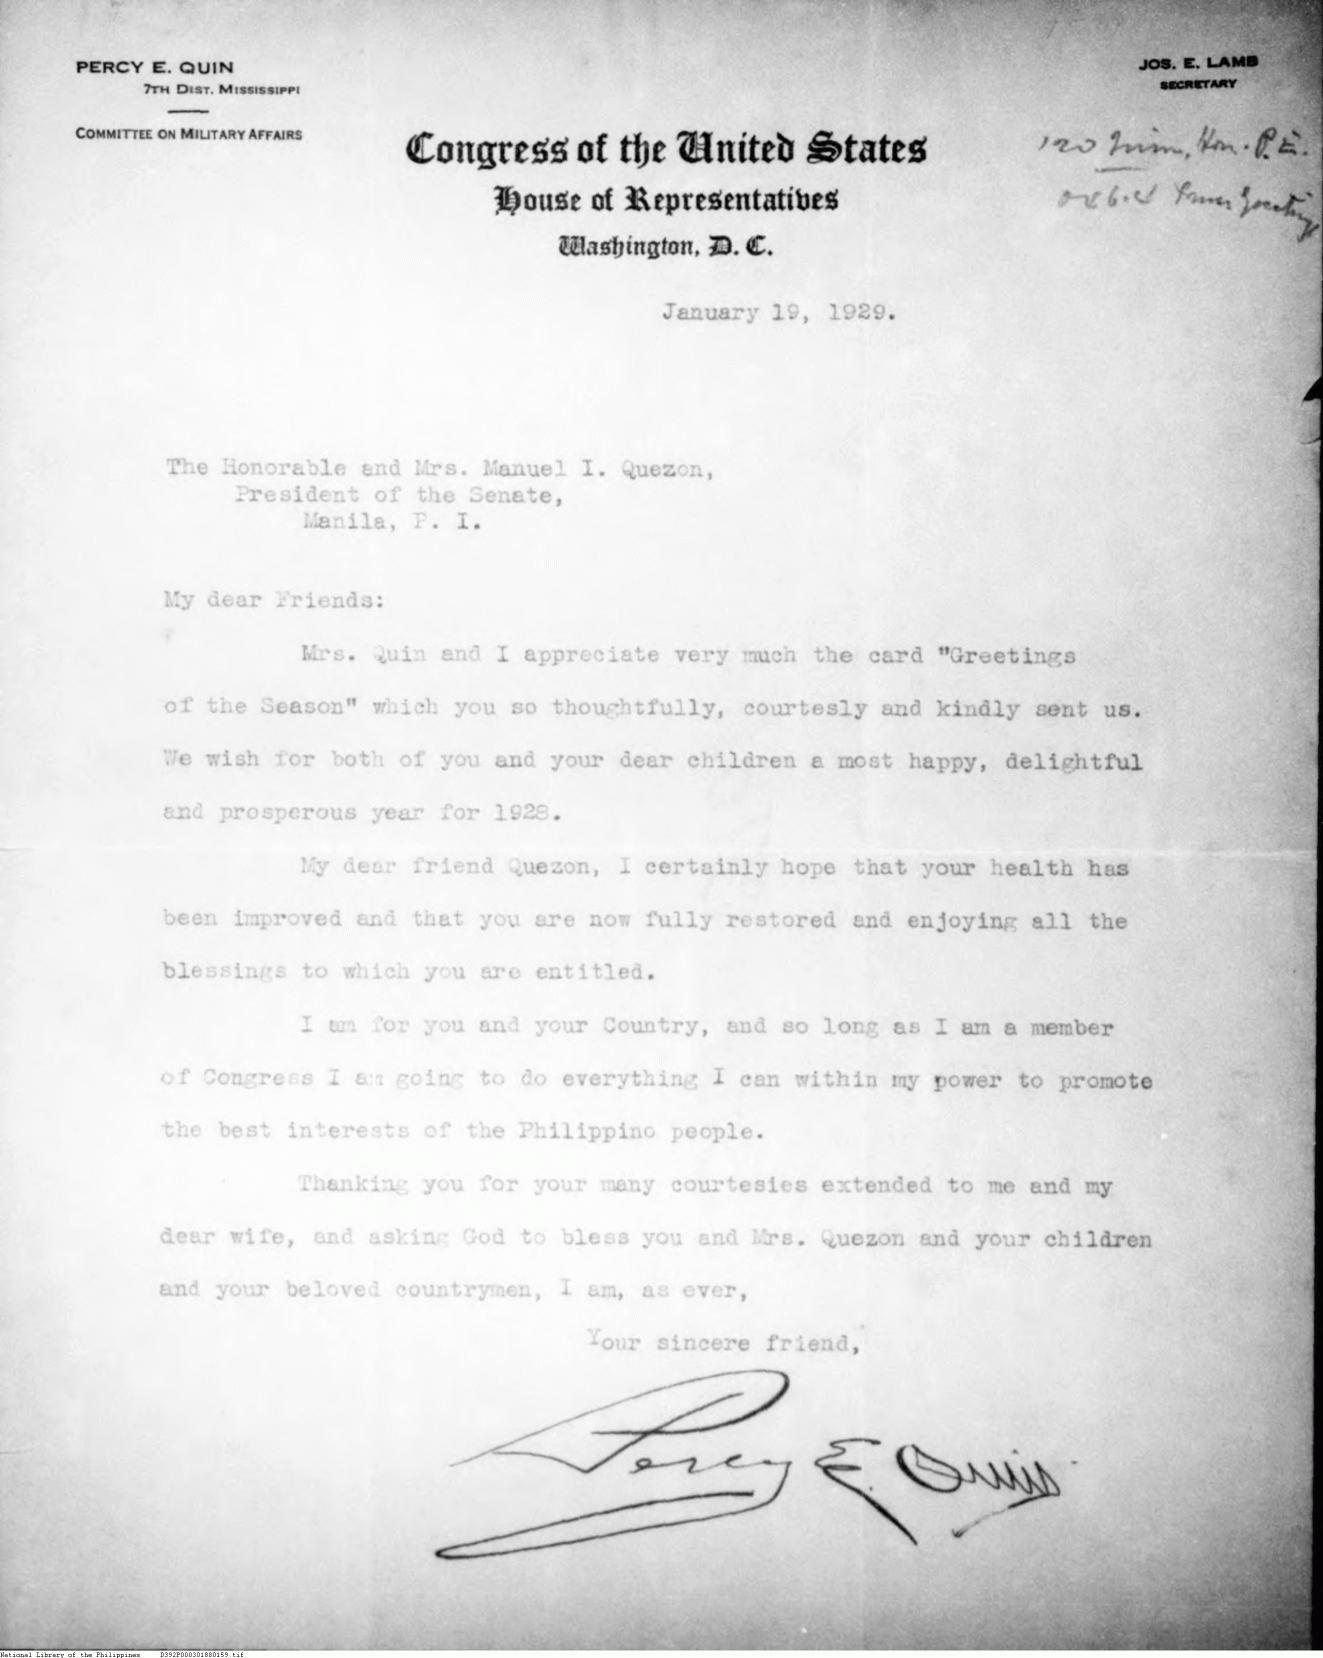 PERCY E. QUIN
7TH DIST. MISSISSIPPI
COMMITTEE ON MILITARY AFFAIRS
JOS. E. LAMB
SECRETARY
Congress of the United States
House of Representatives
Washington, D. C.
Hon. P. E.
January 19, 1929.
The Honorable and Mrs. Manuel I. Quezon,
President of the Senate,
Manila, P. I.
My dear Friends:
Mrs. Quin and I appreciate very much the card "Greetings
of the Season" which you so thoughtfully, courtesly and kindly sent us.
We wish for both of you and your dear children a most happy, delightful
and prosperous year for 1928.
My dear friend Quezon, I certainly hope that your health has
been improved and that you are now fully restored and enjoying all the
blessings to which you are entitled.
I am for you and your Country, and so long as I am a member
of Congress I am going to do everything I can within my power to promote
the best interests of the Philippino people.
Thanking you for your many courtesies extended to me and my
dear wife, and asking God to bless you and Mrs. Quezon and your children
and your beloved countrymen, I am, as ever,
Your sincere friend,
Percy E. Quin
National Library of the Philippines D392P000301880159.tif